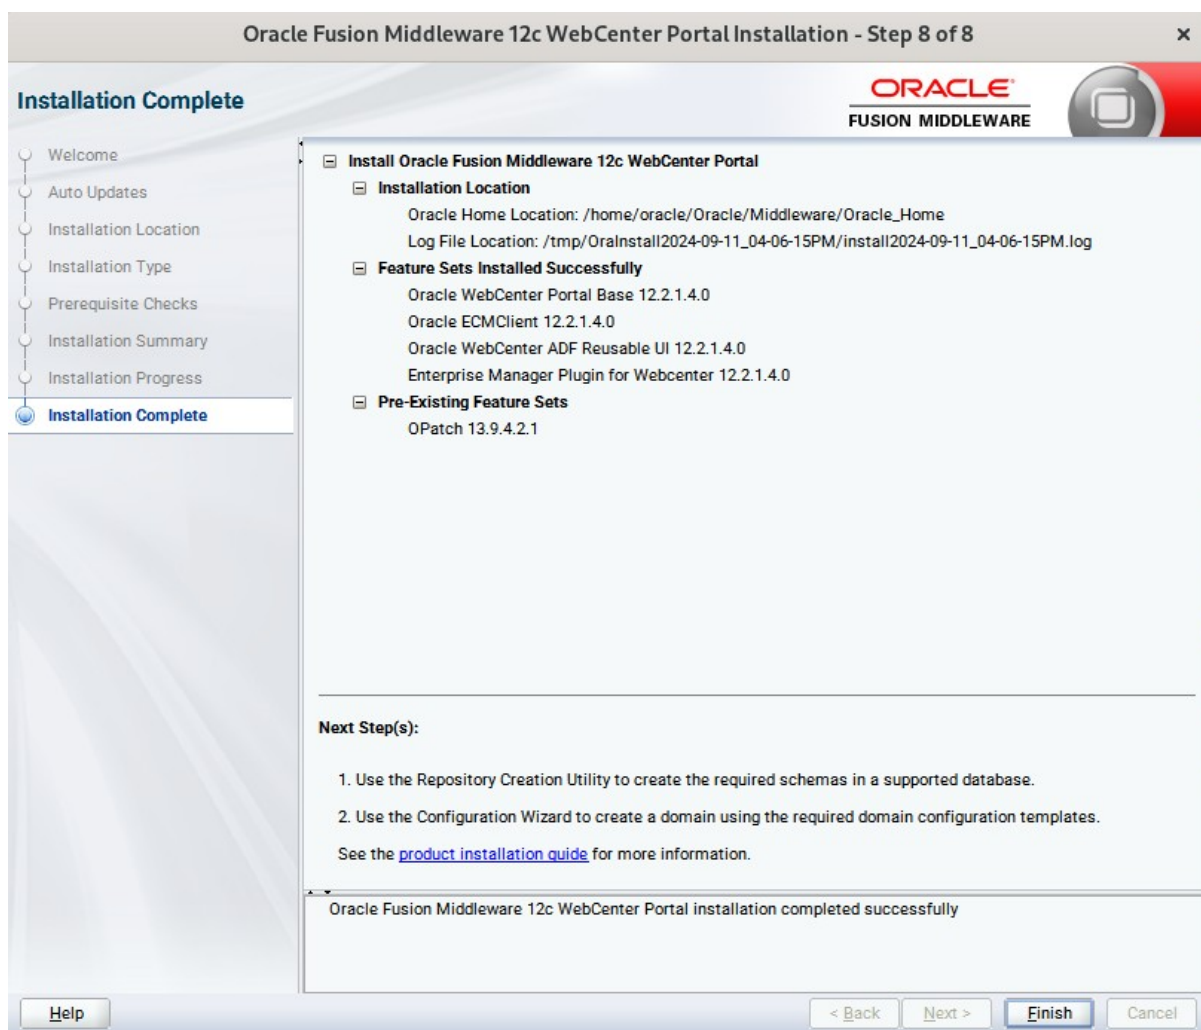 Oracle Fusion Middleware 12c WebCenter Portal Installation - Step 8 of 8
Installation Complete
ORACLE
FUSION MIDDLEWARE
Welcome
Auto Updates
Installation Location
Installation Type
Prerequisite Checks
Installation Summary
Installation Progress
Installation Complete
Install Oracle Fusion Middleware 12c WebCenter Portal
Installation Location
Oracle Home Location: /home/oracle/Oracle/Middleware/Oracle_Home
Log File Location: /tmp/OraInstall2024-09-11_04-06-15PM/install2024-09-11_04-06-15PM.log
Feature Sets Installed Successfully
Oracle WebCenter Portal Base 12.2.1.4.0
Oracle ECMClient 12.2.1.4.0
Oracle WebCenter ADF Reusable UI 12.2.1.4.0
Enterprise Manager Plugin for Webcenter 12.2.1.4.0
Pre-Existing Feature Sets
OPatch 13.9.4.2.1
Next Step(s):
1. Use the Repository Creation Utility to create the required schemas in a supported database.
2. Use the Configuration Wizard to create a domain using the required domain configuration templates.
See the product installation guide for more information.
Oracle Fusion Middleware 12c WebCenter Portal installation completed successfully
Help
< Back
Next >
Finish
Cancel